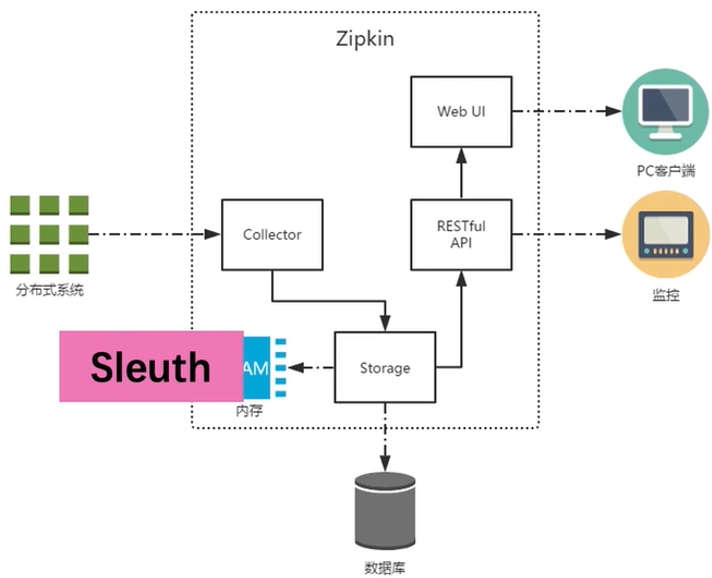 Zipkin
Web UI
PC客户端
Collector
RESTful
API
分布式系统
监控
Sleuth
AM
Storage
内存
数据库